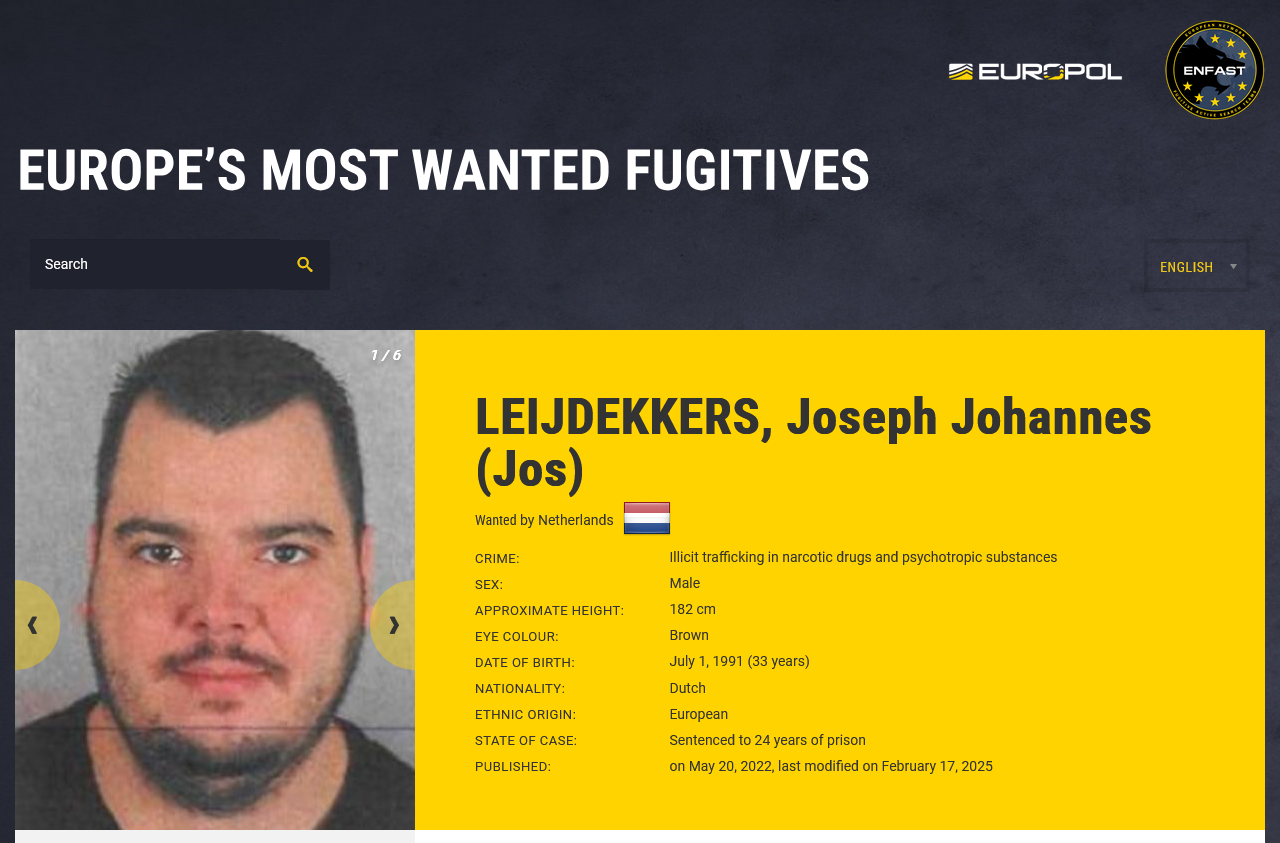 EUROPOL
EUROPEAN NETWORK
ENFAST
FUGITIVE ACTIVE SEARCH TEAMS
EUROPE’S MOST WANTED FUGITIVES
Search
ENGLISH
1 / 6
LEIJDEKKERS, Joseph Johannes
(Jos)
Wanted by Netherlands
CRIME: Illicit trafficking in narcotic drugs and psychotropic substances
SEX: Male
APPROXIMATE HEIGHT: 182 cm
EYE COLOUR: Brown
DATE OF BIRTH: July 1, 1991 (33 years)
NATIONALITY: Dutch
ETHNIC ORIGIN: European
STATE OF CASE: Sentenced to 24 years of prison
PUBLISHED: on May 20, 2022, last modified on February 17, 2025